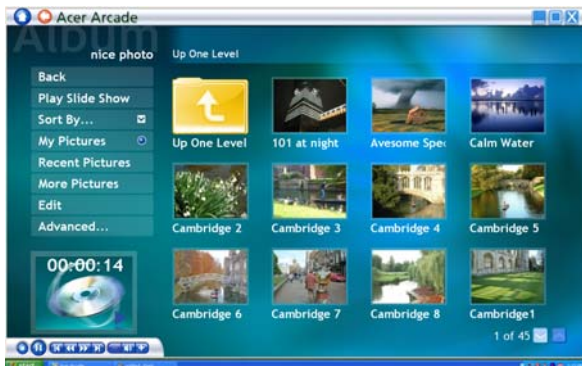 Acer Arcade
Album
nice photo
Up One Level
Back
Play Slide Show
Sort By...
My Pictures
Recent Pictures
More Pictures
Edit
Advanced...
00:00:14
Up One Level
101 at night
Avesome Spec
Calm Water
Cambridge 2
Cambridge 3
Cambridge 4
Cambridge 5
Cambridge 6
Cambridge 7
Cambridge 8
Cambridge1
1 of 45